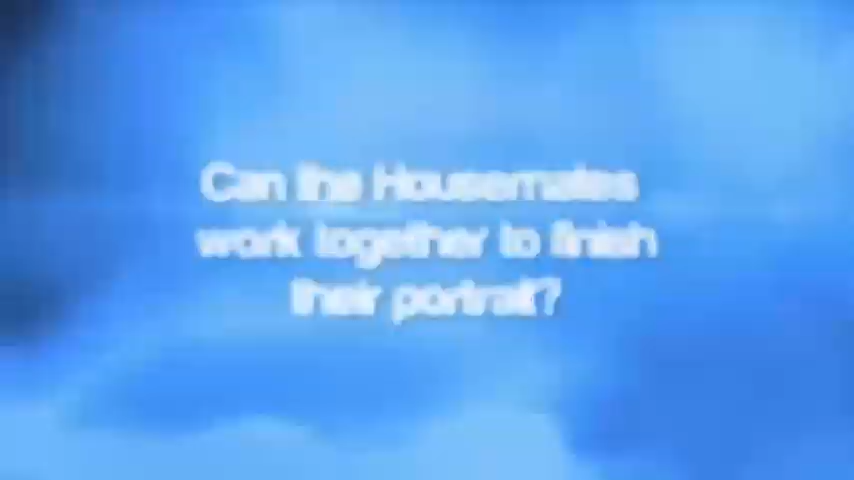 Can the Housemates
work together to finish
their portrait?